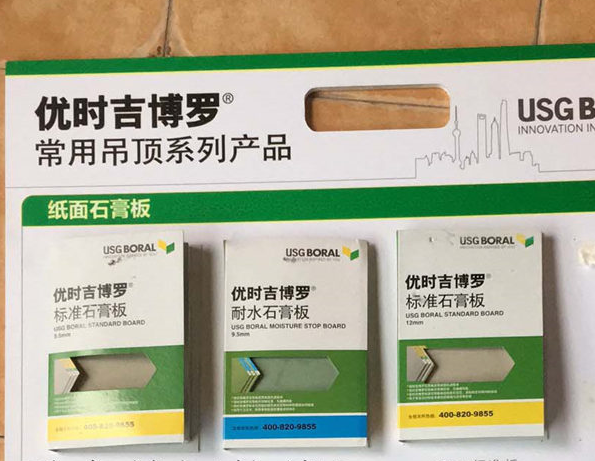 优时吉博罗®
常用吊顶系列产品
USG B
INNOVATION IN
纸面石膏板
USG BORAL
优时吉博罗®
标准石膏板
USG BORAL STANDARD BOARD
9.5mm
400-820-9855
USG BORAL
优时吉博罗®
耐水石膏板
USG BORAL MOISTURE STOP BOARD
9.5mm
400-820-9855
USG BORAL
优时吉博罗®
标准石膏板
USG BORAL STANDARD BOARD
12mm
400-820-9855